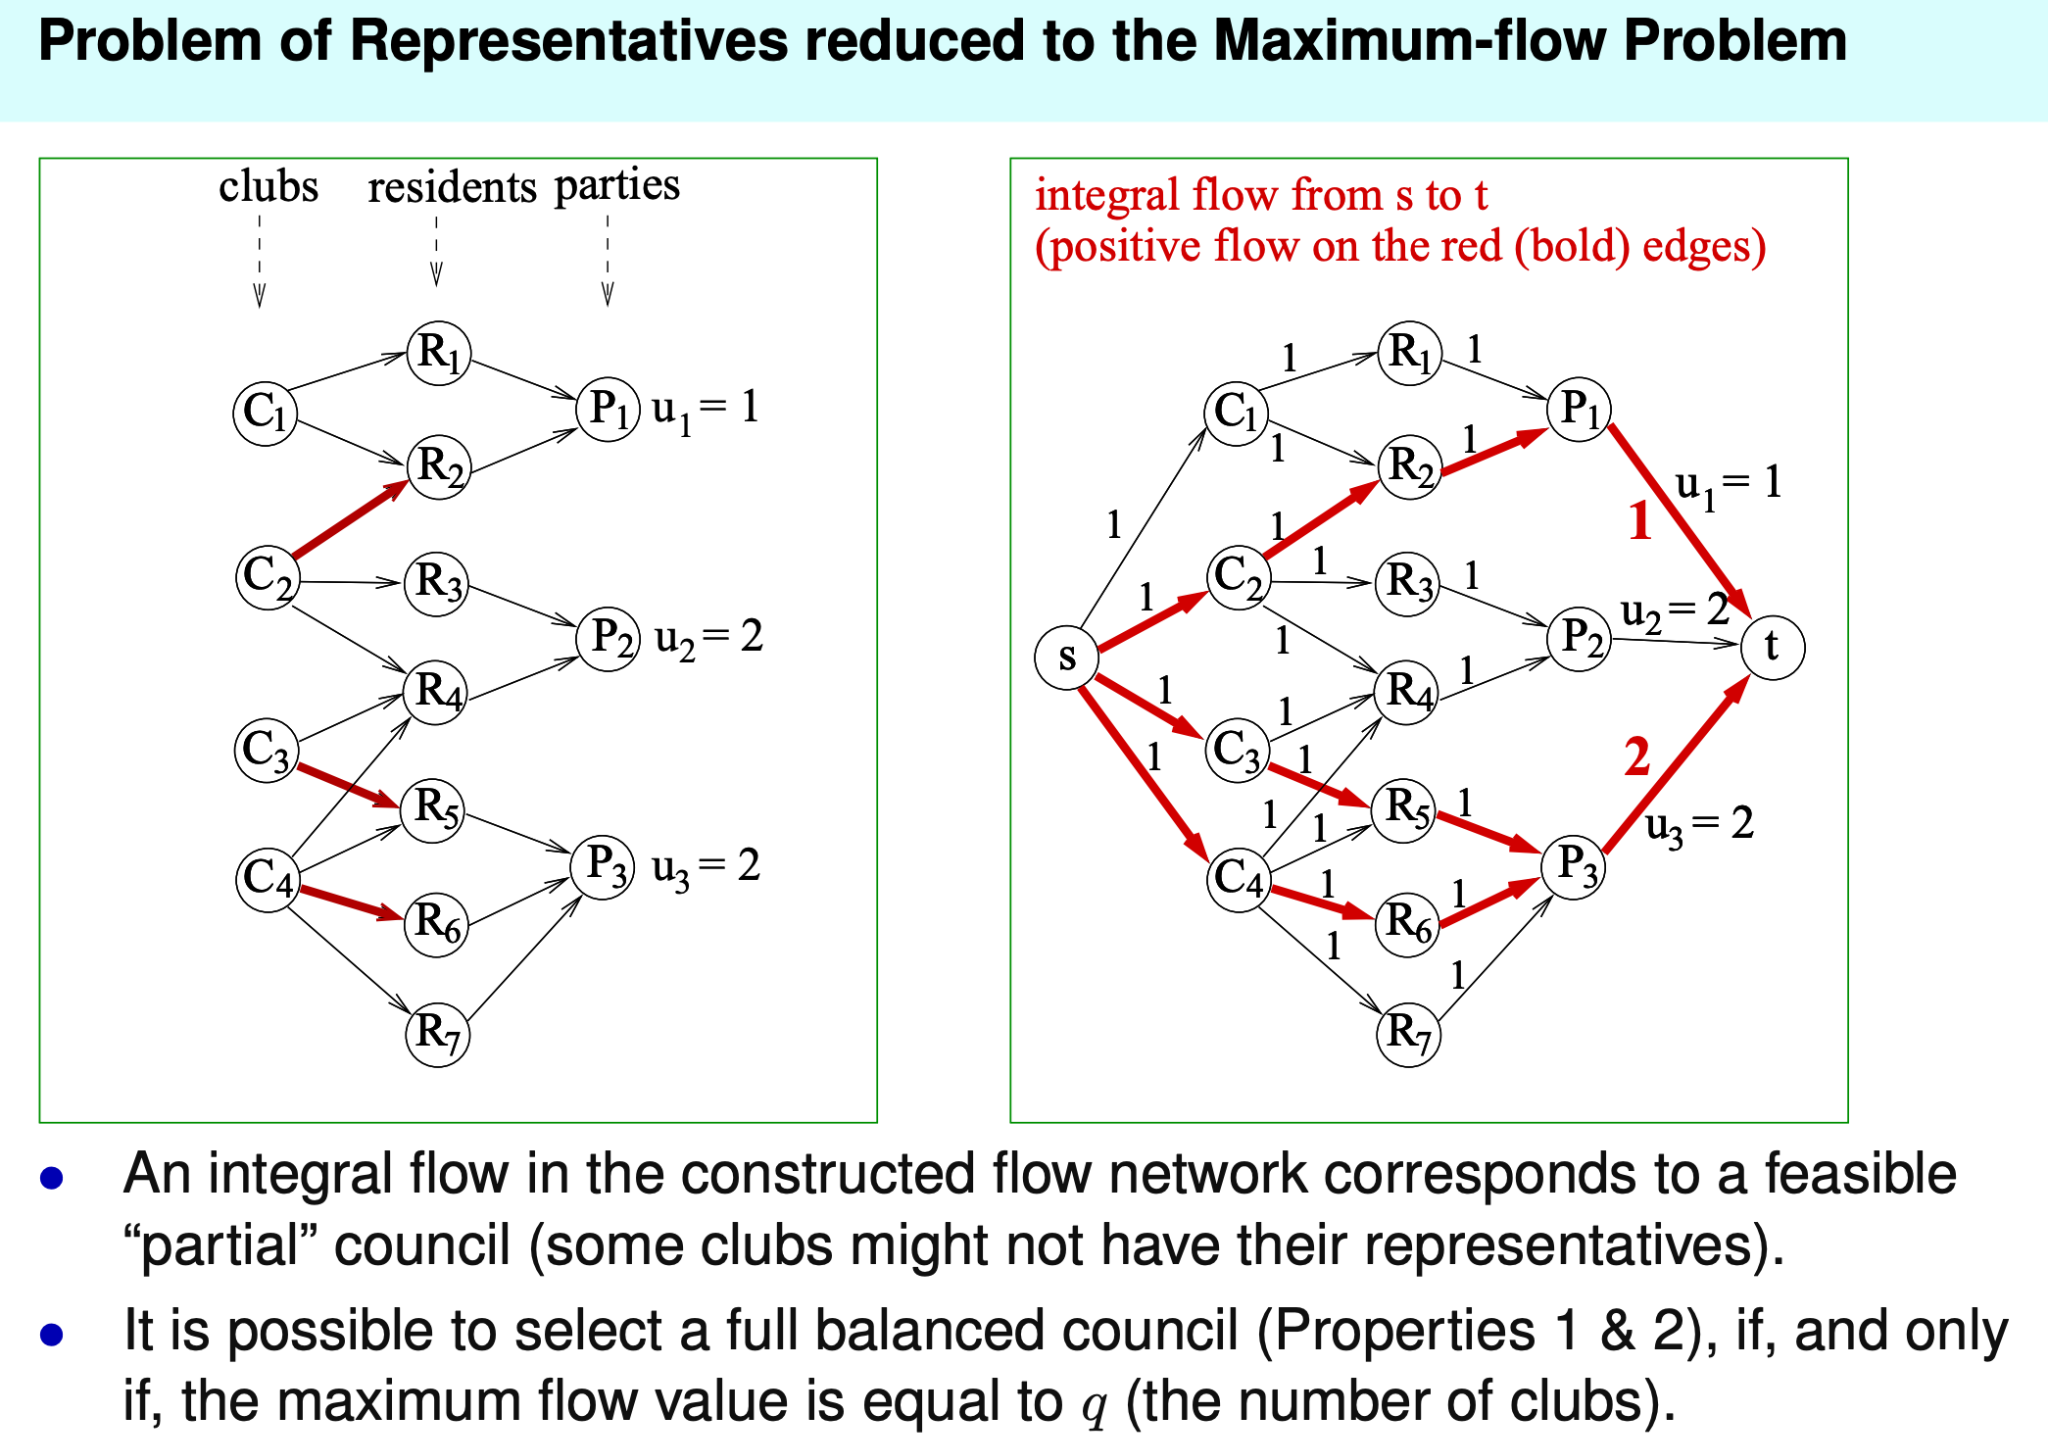 Problem of Representatives reduced to the Maximum-flow Problem
clubs residents parties
R1
C1
P1 u1 = 1
R2
C2
R3
P2 u2 = 2
R4
C3
R5
C4
P3 u3 = 2
R6
R7
integral flow from s to t
(positive flow on the red (bold) edges)
1 R1 1
C1 P1
1 R2 1
1 u1 = 1
1
1
C2 1 R3 1
1 u2 = 2
s 1 P2 t
1 1 R4 1
C3 1
1 2
1 1 R5 1
u3 = 2
C4 1 P3
1 R6 1
1 1
R7
• An integral flow in the constructed flow network corresponds to a feasible
“partial” council (some clubs might not have their representatives).
• It is possible to select a full balanced council (Properties 1 & 2), if, and only
if, the maximum flow value is equal to q (the number of clubs).